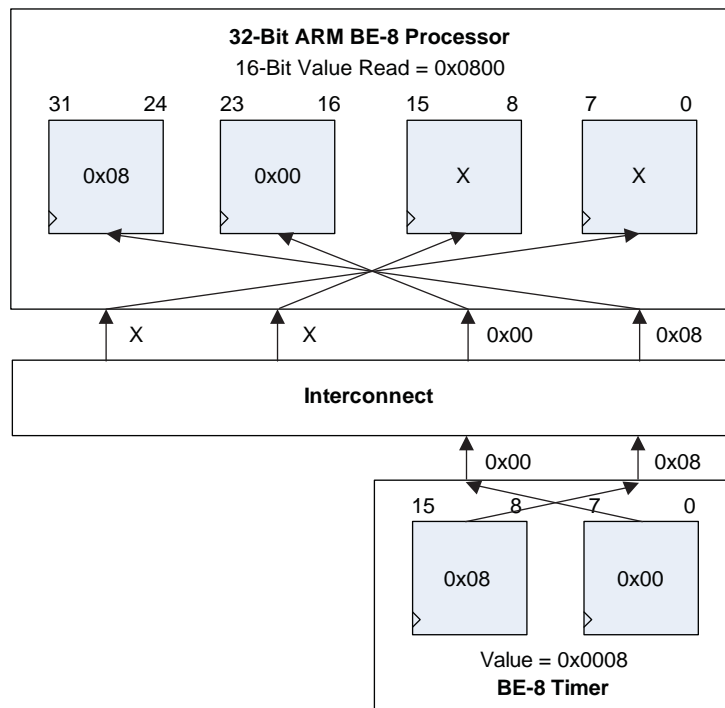 32-Bit ARM BE-8 Processor
16-Bit Value Read = 0x0800
31 24 23 16 15 8 7 0
0x08 0x00 X X
X X 0x00 0x08
Interconnect
0x00 0x08
15 8 7 0
0x08 0x00
Value = 0x0008
BE-8 Timer